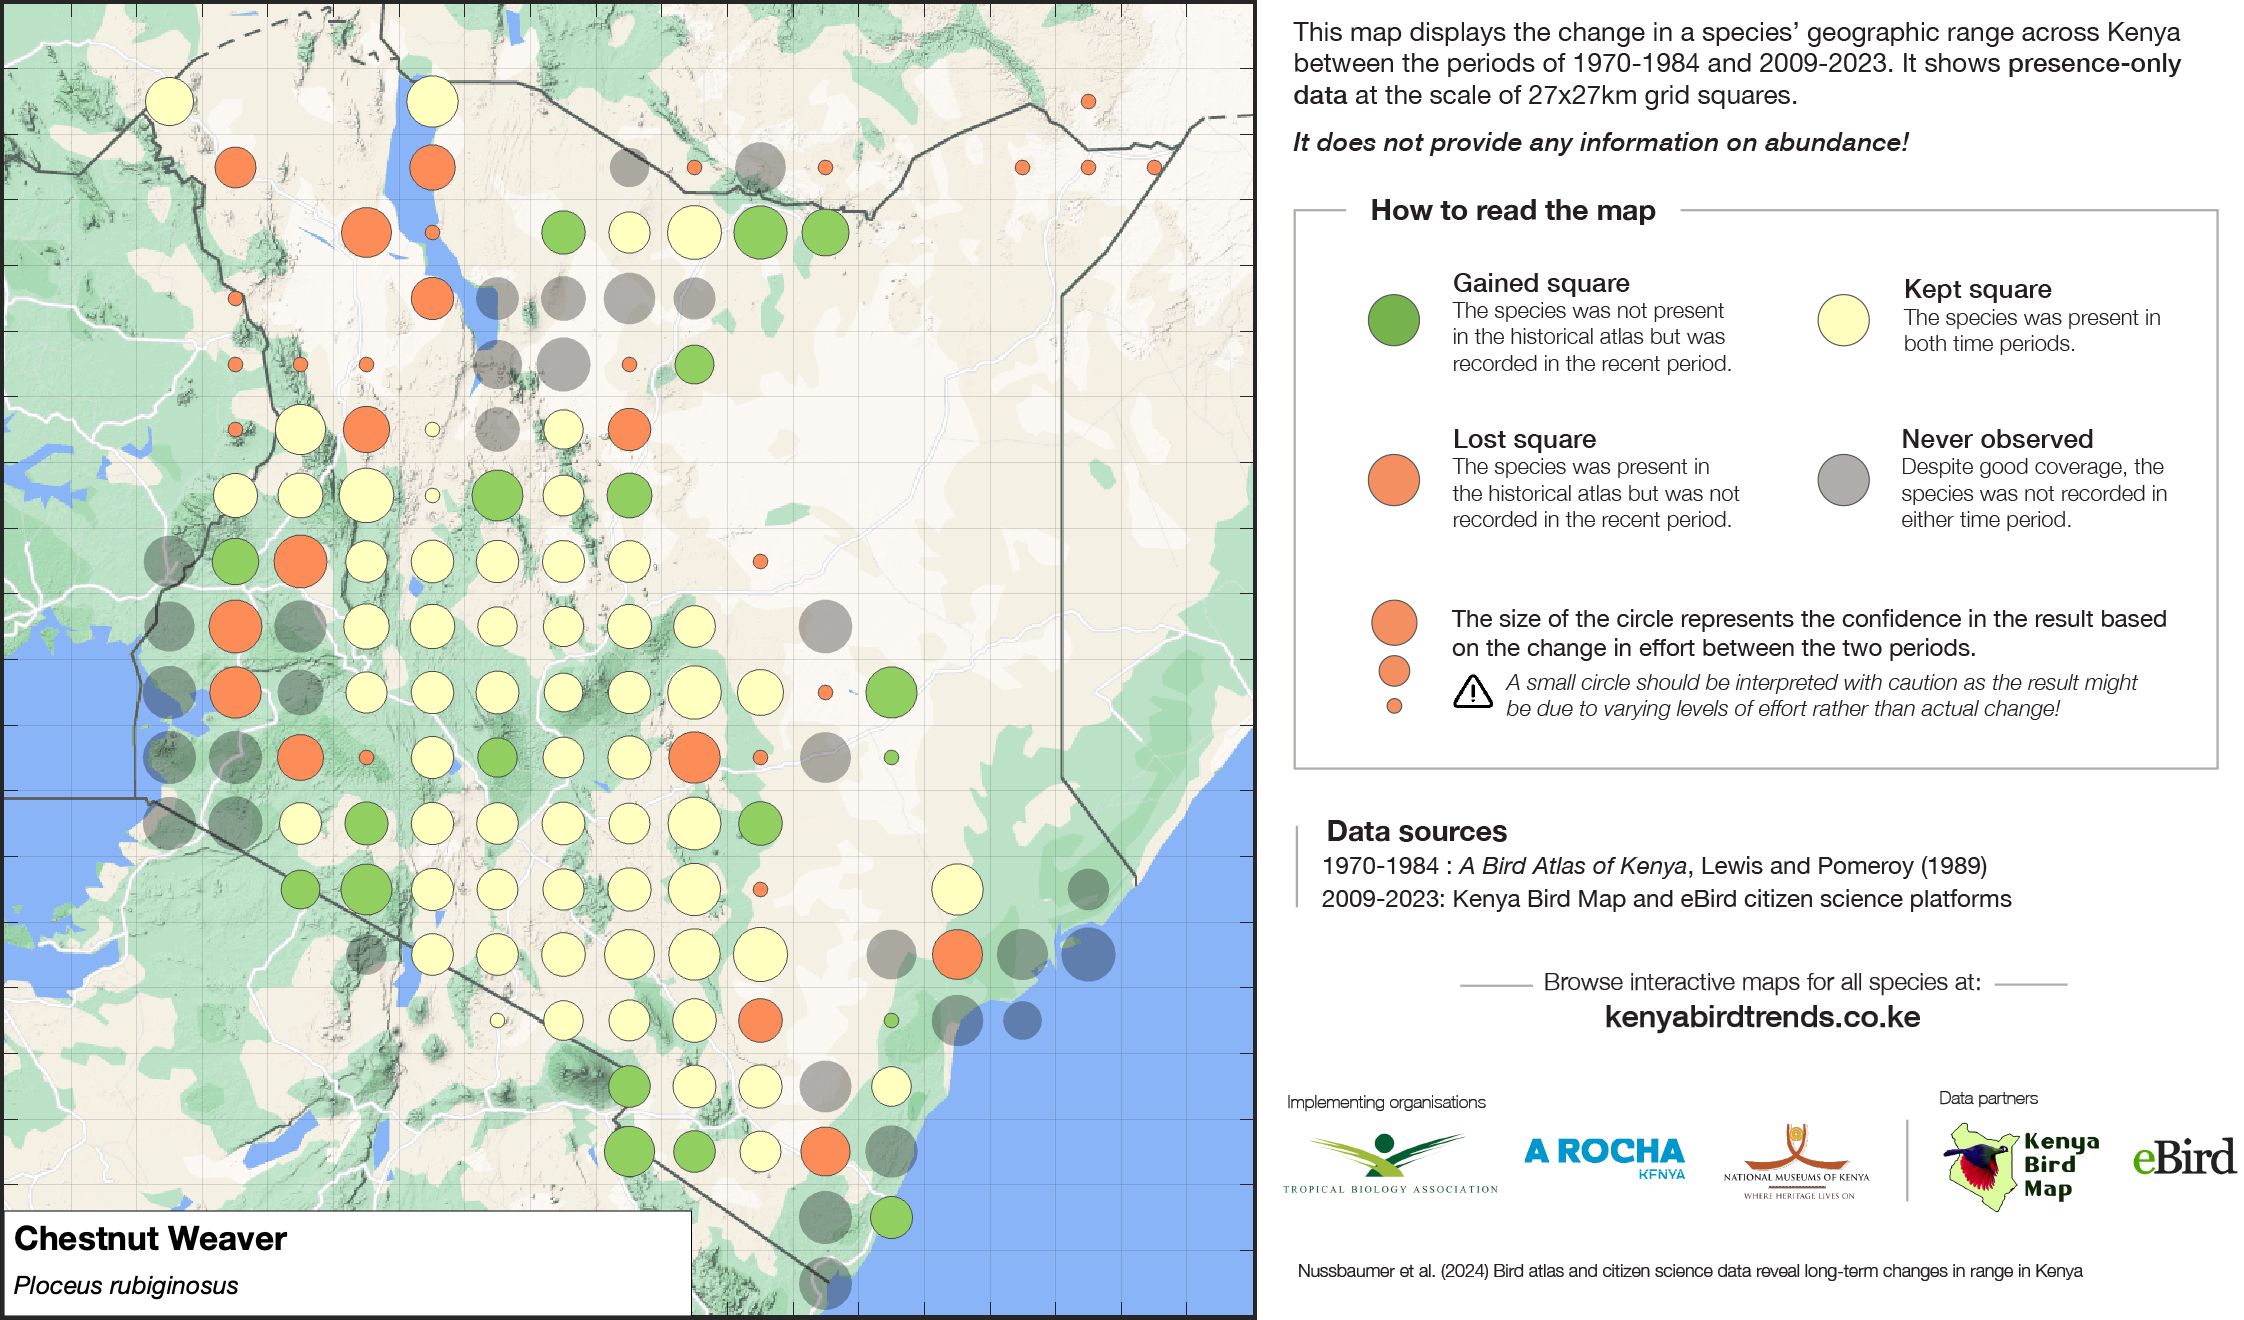 This map displays the change in a species’ geographic range across Kenya
between the periods of 1970-1984 and 2009-2023. It shows presence-only
data at the scale of 27x27km grid squares.
It does not provide any information on abundance!
How to read the map
Gained square
The species was not present
in the historical atlas but was
recorded in the recent period.
Kept square
The species was present in
both time periods.
Lost square
The species was present in
the historical atlas but was not
recorded in the recent period.
Never observed
Despite good coverage, the
species was not recorded in
either time period.
The size of the circle represents the confidence in the result based
on the change in effort between the two periods.
A small circle should be interpreted with caution as the result might
be due to varying levels of effort rather than actual change!
Data sources
1970-1984 : A Bird Atlas of Kenya, Lewis and Pomeroy (1989)
2009-2023: Kenya Bird Map and eBird citizen science platforms
Browse interactive maps for all species at:
kenyabirdtrends.co.ke
Implementing organisations
Data partners
TROPICAL BIOLOGY ASSOCIATION
A ROCHA
KENYA
NATIONAL MUSEUMS OF KENYA
WHERE HERITAGE LIVES ON
Kenya
Bird
Map
eBird
Nussbaumer et al. (2024) Bird atlas and citizen science data reveal long-term changes in range in Kenya
Chestnut Weaver
Ploceus rubiginosus